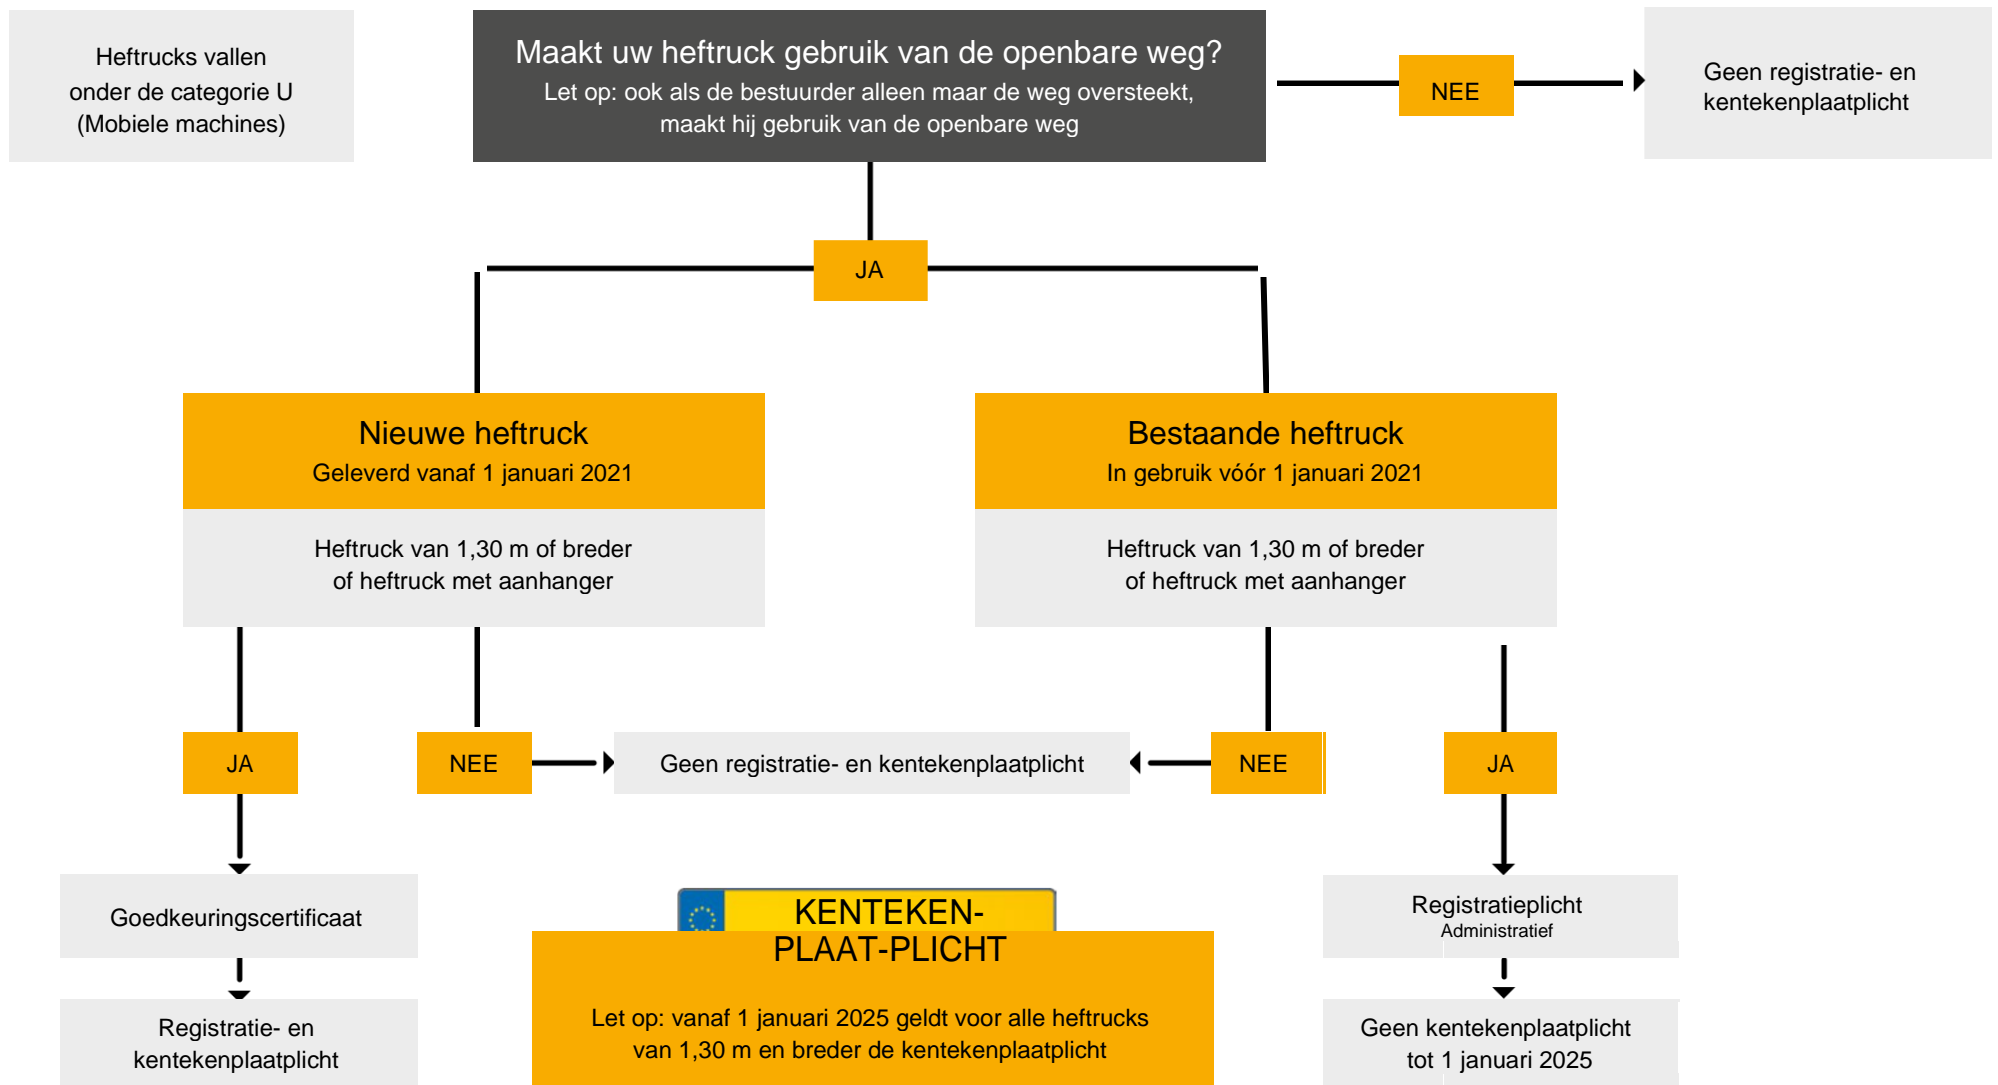 Heftrucks vallen
onder de categorie U
(Mobiele machines)
Maakt uw heftruck gebruik van de openbare weg?
Let op: ook als de bestuurder alleen maar de weg oversteekt,
maakt hij gebruik van de openbare weg
NEE
Geen registratie- en
kentekenplaatplicht
JA
Nieuwe heftruck
Geleverd vanaf 1 januari 2021
Heftruck van 1,30 m of breder
of heftruck met aanhanger
Bestaande heftruck
In gebruik vóór 1 januari 2021
Heftruck van 1,30 m of breder
of heftruck met aanhanger
JA
NEE
Geen registratie- en kentekenplaatplicht
NEE
JA
Goedkeuringscertificaat
Registratie- en
kentekenplaatplicht
KENTEKEN-
PLAAT-PLICHT
Let op: vanaf 1 januari 2025 geldt voor alle heftrucks
van 1,30 m en breder de kentekenplaatplicht
Registratieplicht
Administratief
Geen kentekenplaatplicht
tot 1 januari 2025